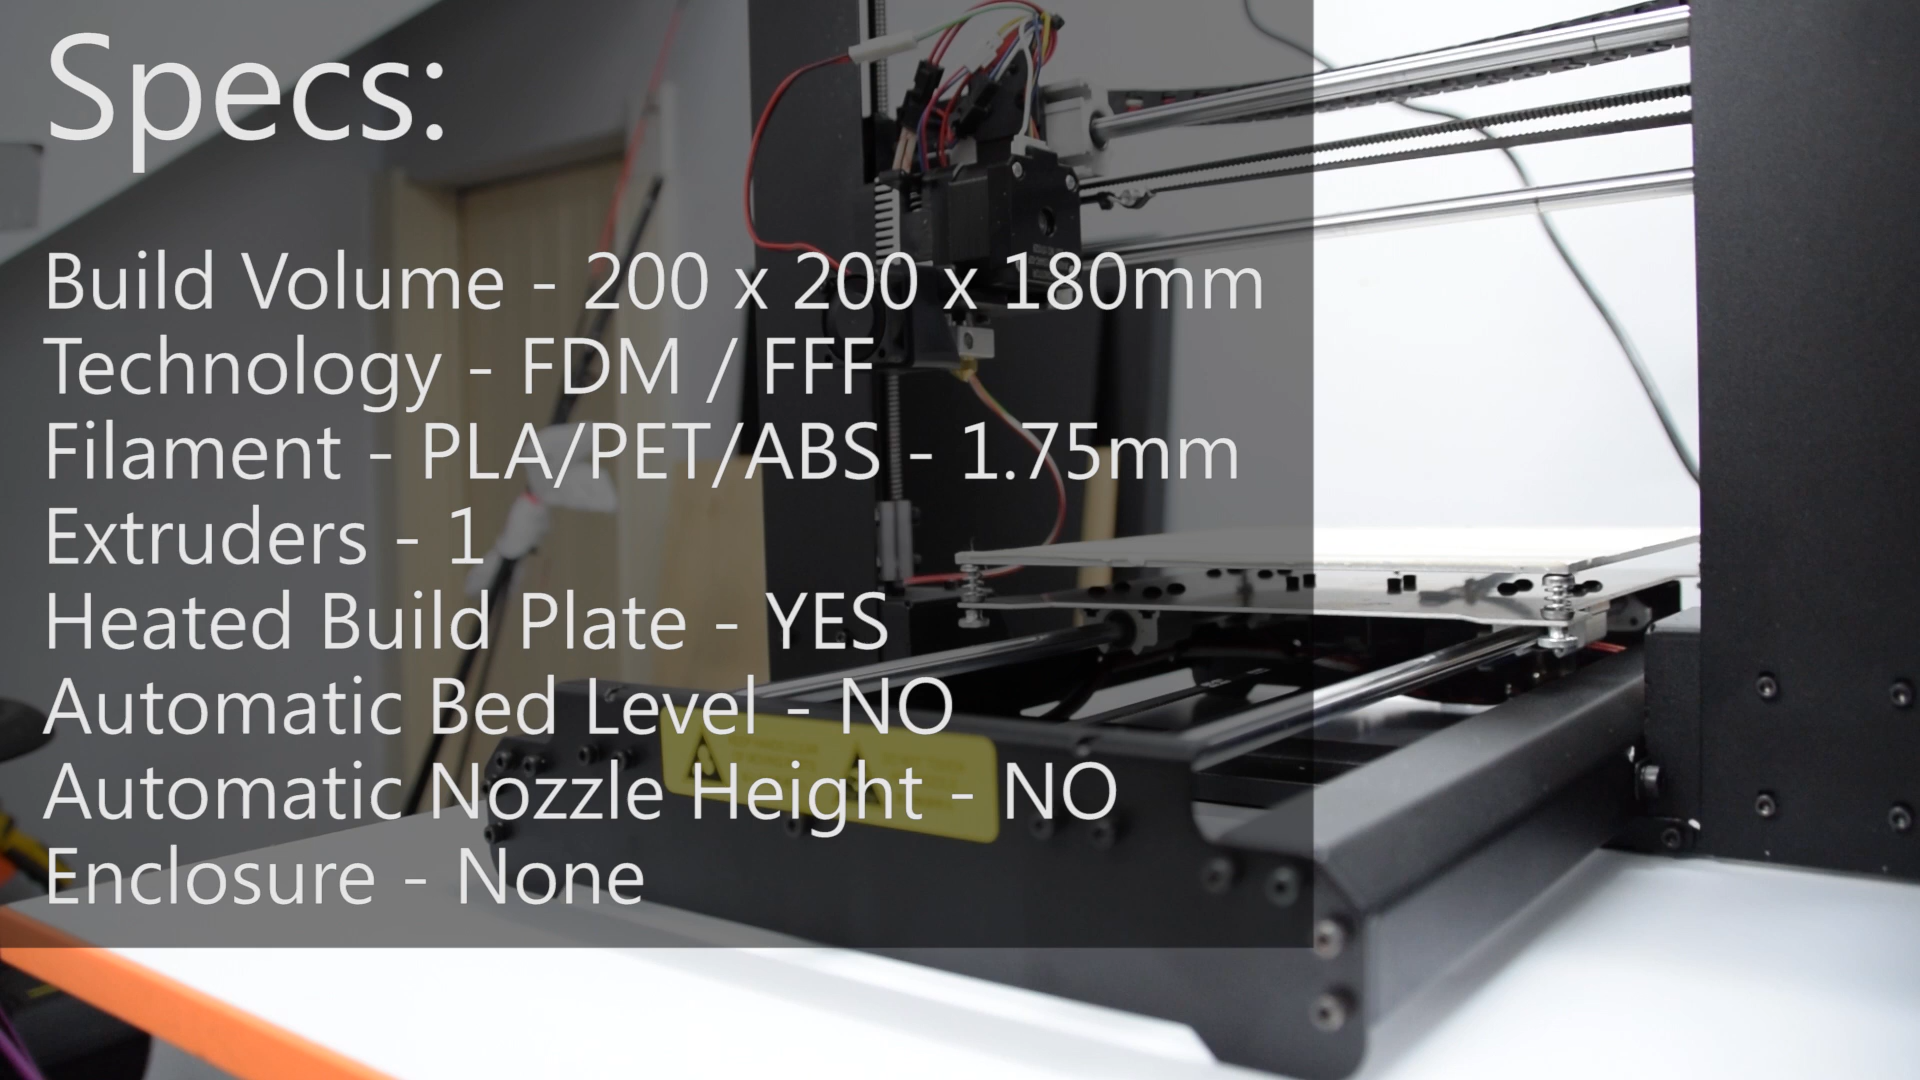 Specs:
Build Volume - 200 x 200 x 180mm
Technology - FDM / FFF
Filament - PLA/PET/ABS - 1.75mm
Extruders - 1
Heated Build Plate - YES
Automatic Bed Level - NO
Automatic Nozzle Height - NO
Enclosure - None